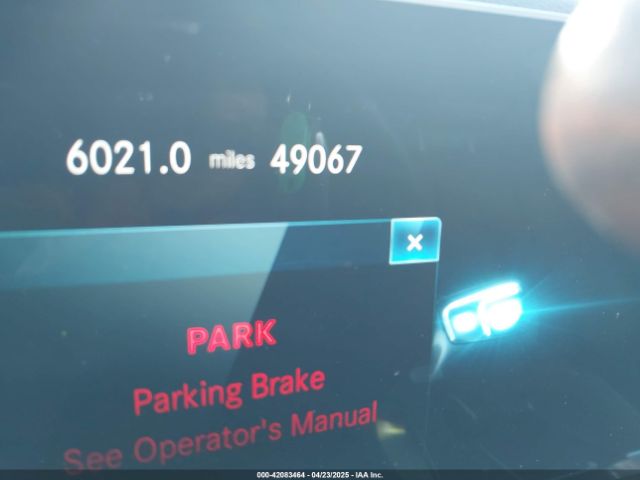 6021.0 miles 49067
×
PARK
Parking Brake
See Operator's Manual
000-42083464 - 04/23/2025 - IAA Inc.